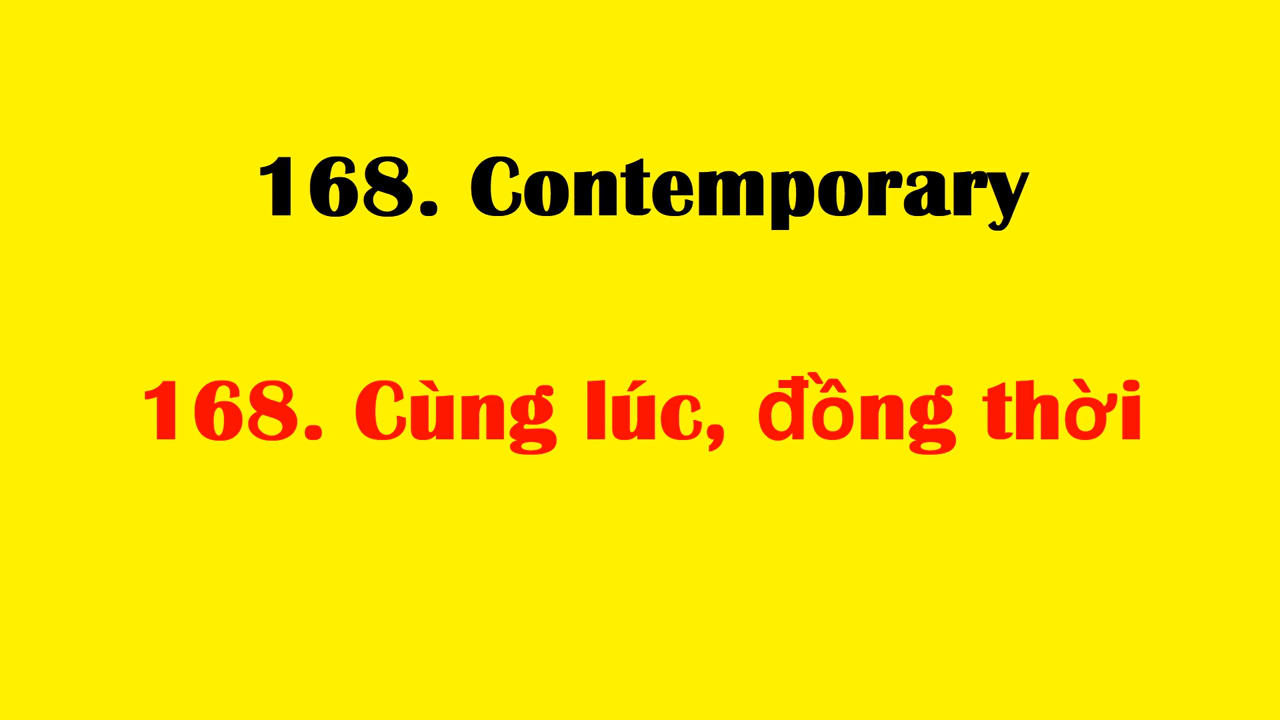 168. Contemporary
168. Cùng lúc, đồng thời